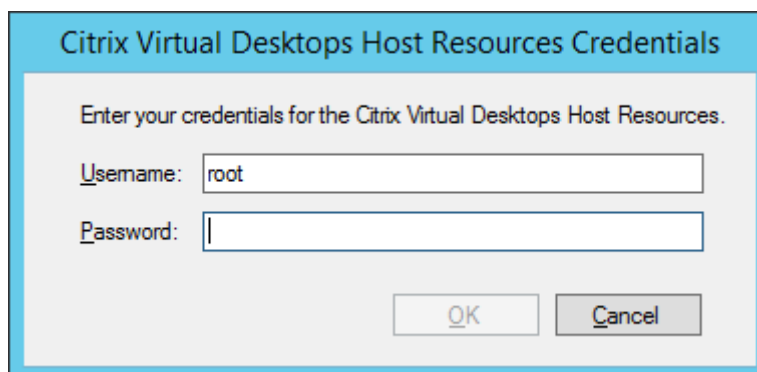 Citrix Virtual Desktops Host Resources Credentials
Enter your credentials for the Citrix Virtual Desktops Host Resources.
Username: root
Password:
OK Cancel